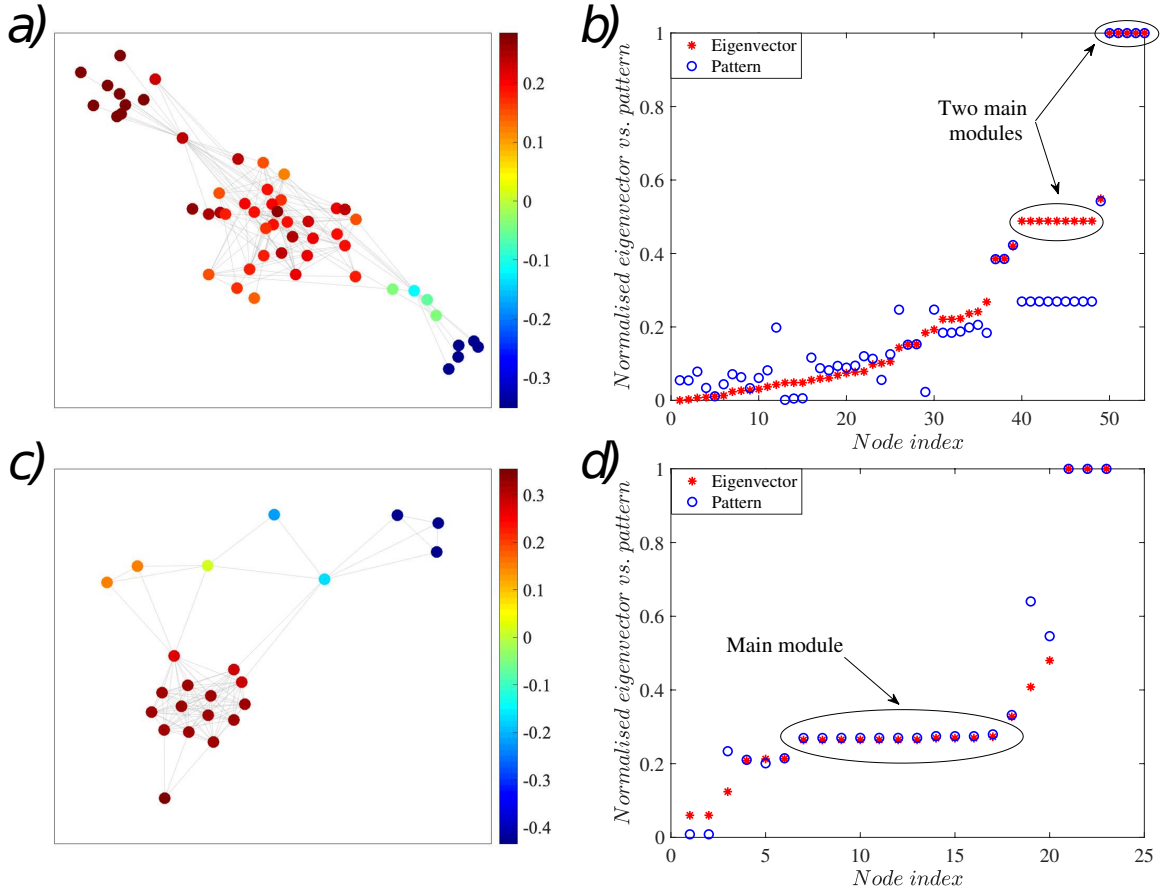 a)
0.2
0.1
0
-0.1
-0.2
-0.3
b)
Normalised eigenvector vs. pattern
1
0.8
0.6
0.4
0.2
0
Eigenvector
Pattern
Two main
modules
0
10
20
30
40
50
Node index
c)
0.3
0.2
0.1
0
-0.1
-0.2
-0.3
-0.4
d)
Normalised eigenvector vs. pattern
1
0.8
0.6
0.4
0.2
0
Eigenvector
Pattern
Main module
0
5
10
15
20
25
Node index